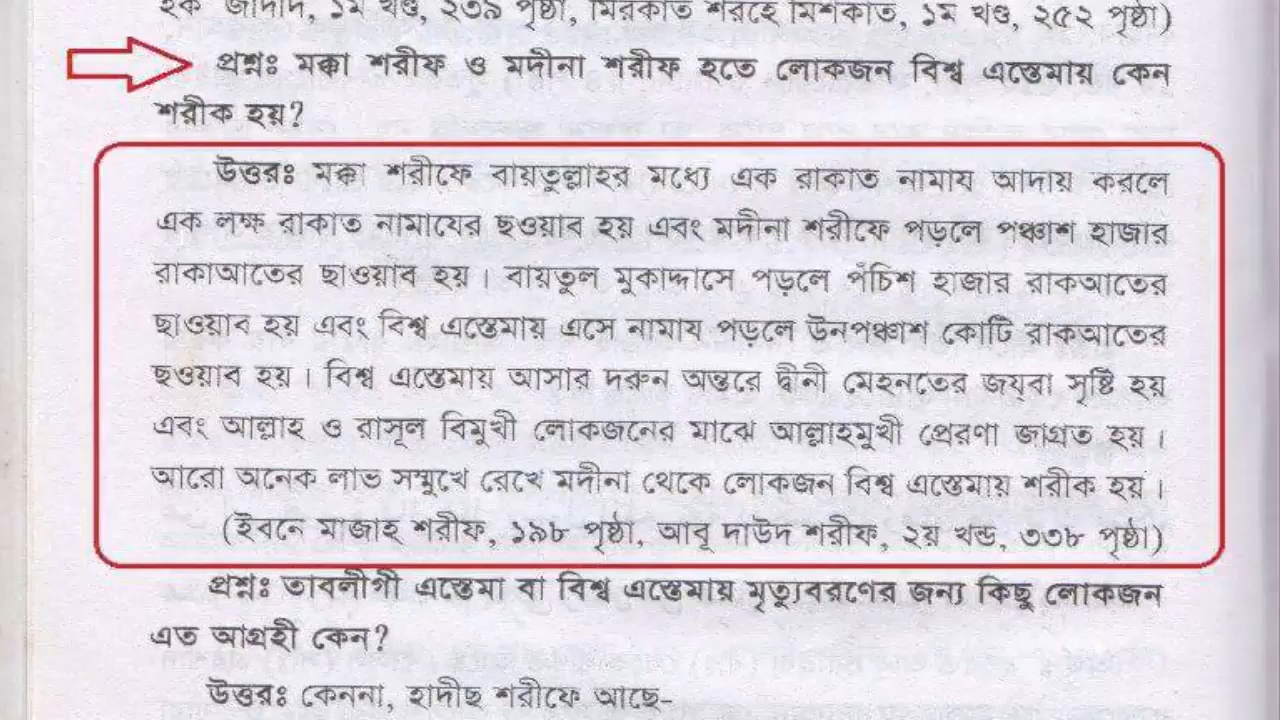 হক জাদীদ, ১ম খণ্ড, ২৩৯ পৃষ্ঠা, মিরকাত শরহে মিশকাত, ১ম খণ্ড, ২৫২ পৃষ্ঠা)
প্রশ্নঃ মক্কা শরীফ ও মদীনা শরীফ হতে লোকজন বিশ্ব এস্তেমায় কেন
শরীক হয়?
উত্তরঃ মক্কা শরীফে বায়তুল্লাহর মধ্যে এক রাকাত নামায আদায় করলে
এক লক্ষ রাকাত নামাযের ছওয়াব হয় এবং মদীনা শরীফে পড়লে পঞ্চাশ হাজার
রাকাআতের ছাওয়াব হয়। বায়তুল মুকাদ্দাসে পড়লে পঁচিশ হাজার রাকআতের
ছাওয়াব হয় এবং বিশ্ব এস্তেমায় এসে নামায পড়লে উনপঞ্চাশ কোটি রাকআতের
ছওয়াব হয়। বিশ্ব এস্তেমায় আসার দরুন অন্তরে দ্বীনী মেহনতের জয্‌বা সৃষ্টি হয়
এবং আল্লাহ ও রাসূল বিমুখী লোকজনের মাঝে আল্লাহমুখী প্রেরণা জাগ্রত হয়।
আরো অনেক লাভ সম্মুখে রেখে মদীনা থেকে লোকজন বিশ্ব এস্তেমায় শরীক হয়।
(ইবনে মাজাহ শরীফ, ১৯৮ পৃষ্ঠা, আবূ দাউদ শরীফ, ২য় খন্ড, ৩৩৮ পৃষ্ঠা)
প্রশ্নঃ তাবলীগী এস্তেমা বা বিশ্ব এস্তেমায় মৃত্যুবরণের জন্য কিছু লোকজন
এত আগ্রহী কেন?
উত্তরঃ কেননা, হাদীছ শরীফে আছে-